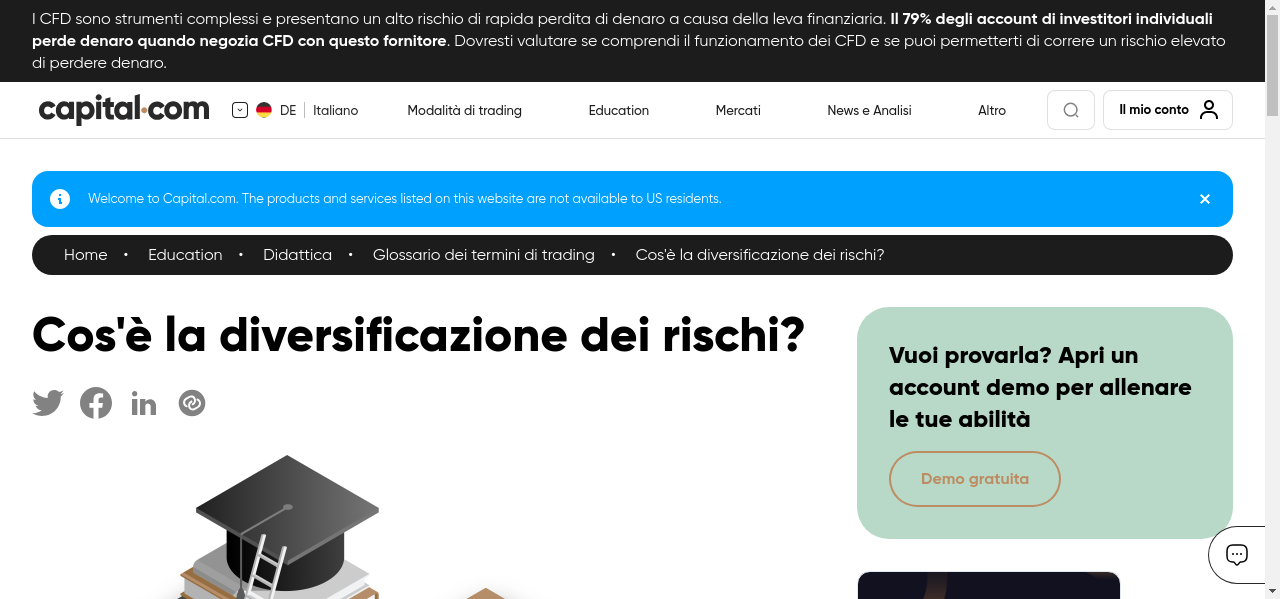 I CFD sono strumenti complessi e presentano un alto rischio di rapida perdita di denaro a causa della leva finanziaria. Il 79% degli account di investitori individuali
perde denaro quando negozia CFD con questo fornitore. Dovresti valutare se comprendi il funzionamento dei CFD e se puoi permetterti di correre un rischio elevato
di perdere denaro.
capital.com DE Italiano Modalità di trading Education Mercati News e Analisi Altro Il mio conto
Welcome to Capital.com. The products and services listed on this website are not available to US residents.
Home • Education • Didattica • Glossario dei termini di trading • Cos'è la diversificazione dei rischi?
Cos'è la diversificazione dei rischi?
Vuoi provarla? Apri un
account demo per allenare
le tue abilità
Demo gratuita